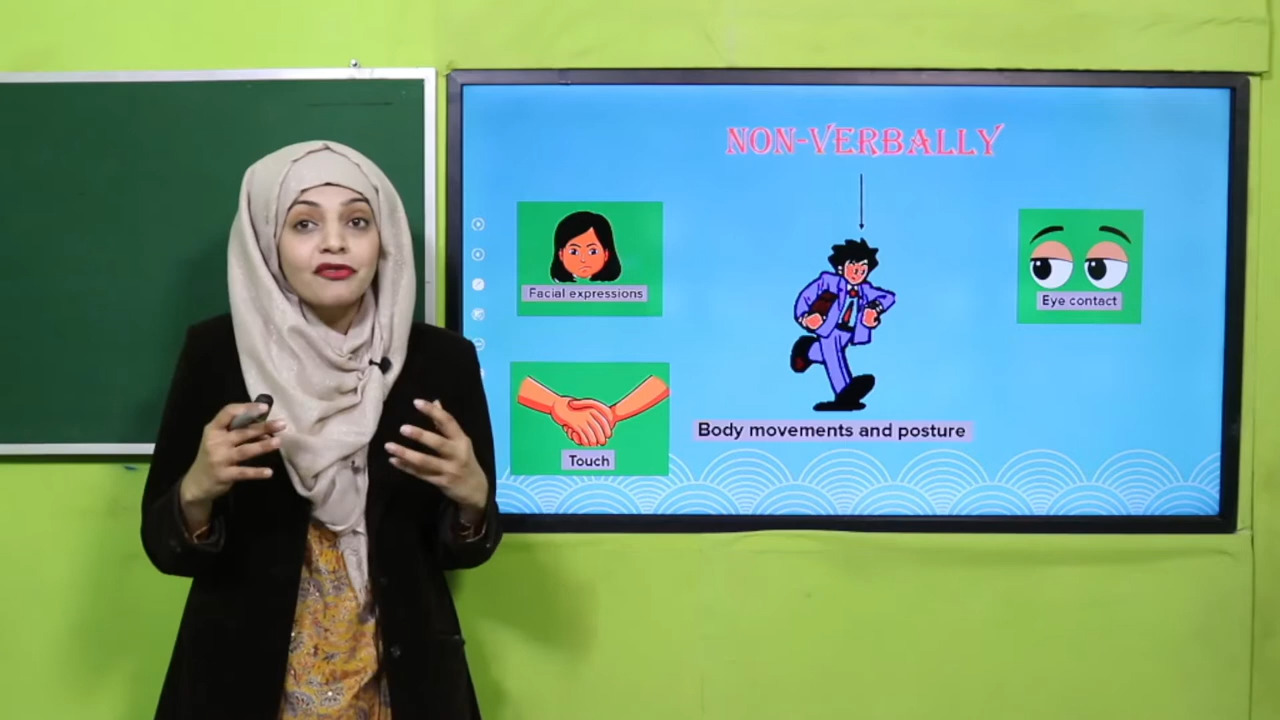 NON-VERBALLY
Facial expressions
Eye contact
Body movements and posture
Touch